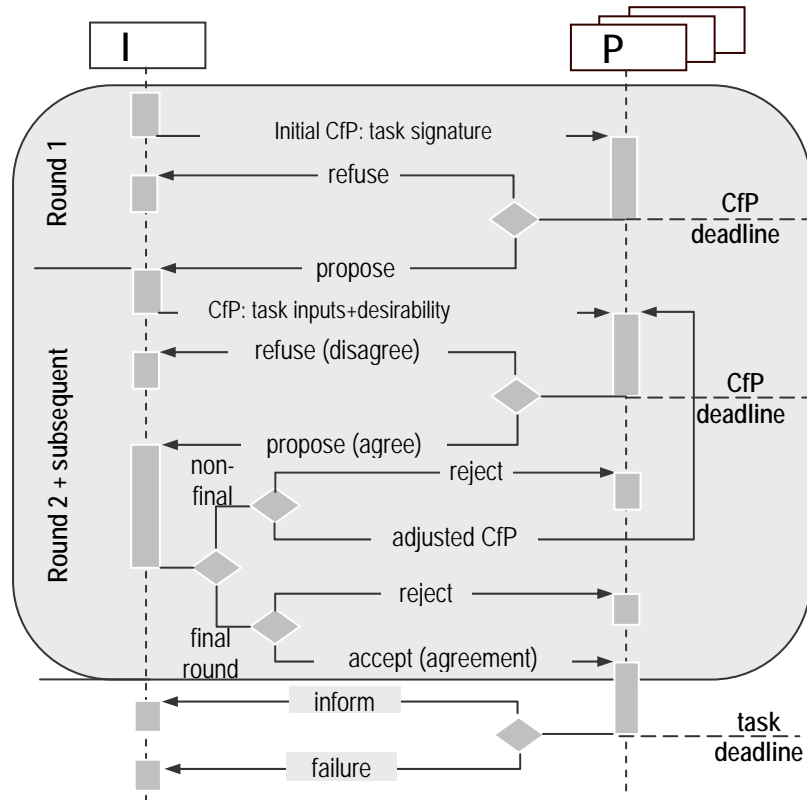 I
P
Round 1
Initial CfP: task signature
refuse
CfP
deadline
propose
Round 2 + subsequent
CfP: task inputs+desirability
refuse (disagree)
CfP
deadline
propose (agree)
non-
final
reject
adjusted CfP
reject
final
round
accept (agreement)
inform
task
deadline
failure